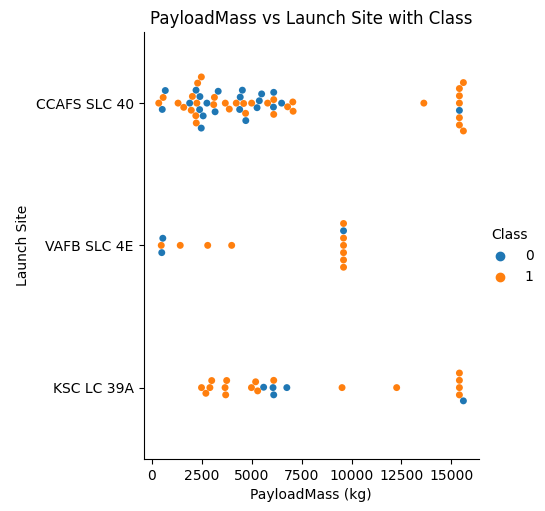 PayloadMass vs Launch Site with Class
CCAFS SLC 40
VAFB SLC 4E
KSC LC 39A
Launch Site
0 2500 5000 7500 10000 12500 15000
PayloadMass (kg)
Class
0
1